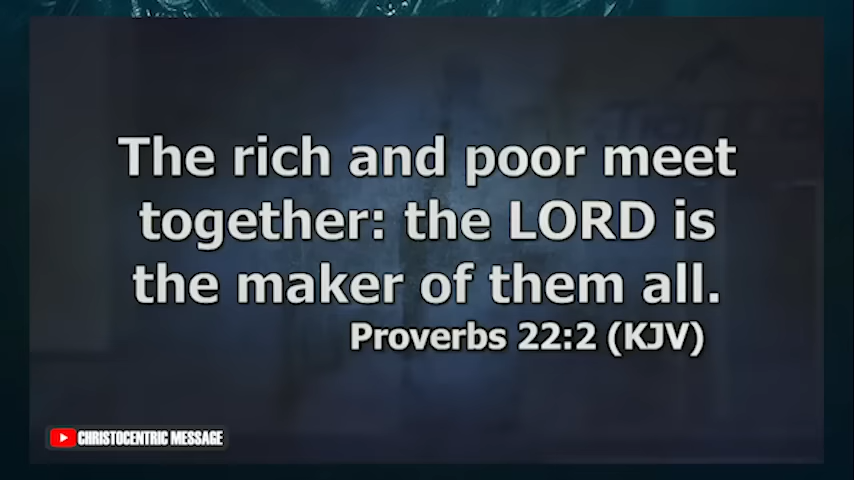 The rich and poor meet
together: the LORD is
the maker of them all.
Proverbs 22:2 (KJV)
CHRISTOCENTRIC MESSAGE